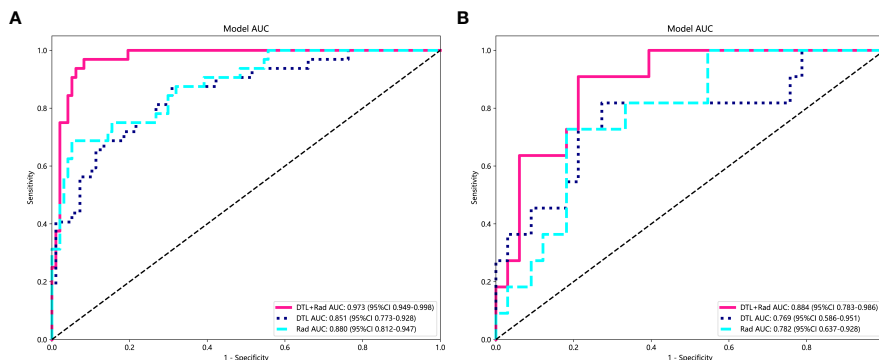 A
Model AUC
1.0
0.8
0.6
0.4
0.2
0.0
Sensitivity
DTL+Rad AUC: 0.973 (95%CI 0.949-0.998)
DTL AUC: 0.851 (95%CI 0.773-0.928)
Rad AUC: 0.880 (95%CI 0.812-0.947)
0.0 0.2 0.4 0.6 0.8 1.0
1 - Specificity
B
Model AUC
1.0
0.8
0.6
0.4
0.2
0.0
Sensitivity
DTL+Rad AUC: 0.884 (95%CI 0.783-0.986)
DTL AUC: 0.769 (95%CI 0.586-0.951)
Rad AUC: 0.782 (95%CI 0.637-0.928)
0.0 0.2 0.4 0.6 0.8
1 - Specificity